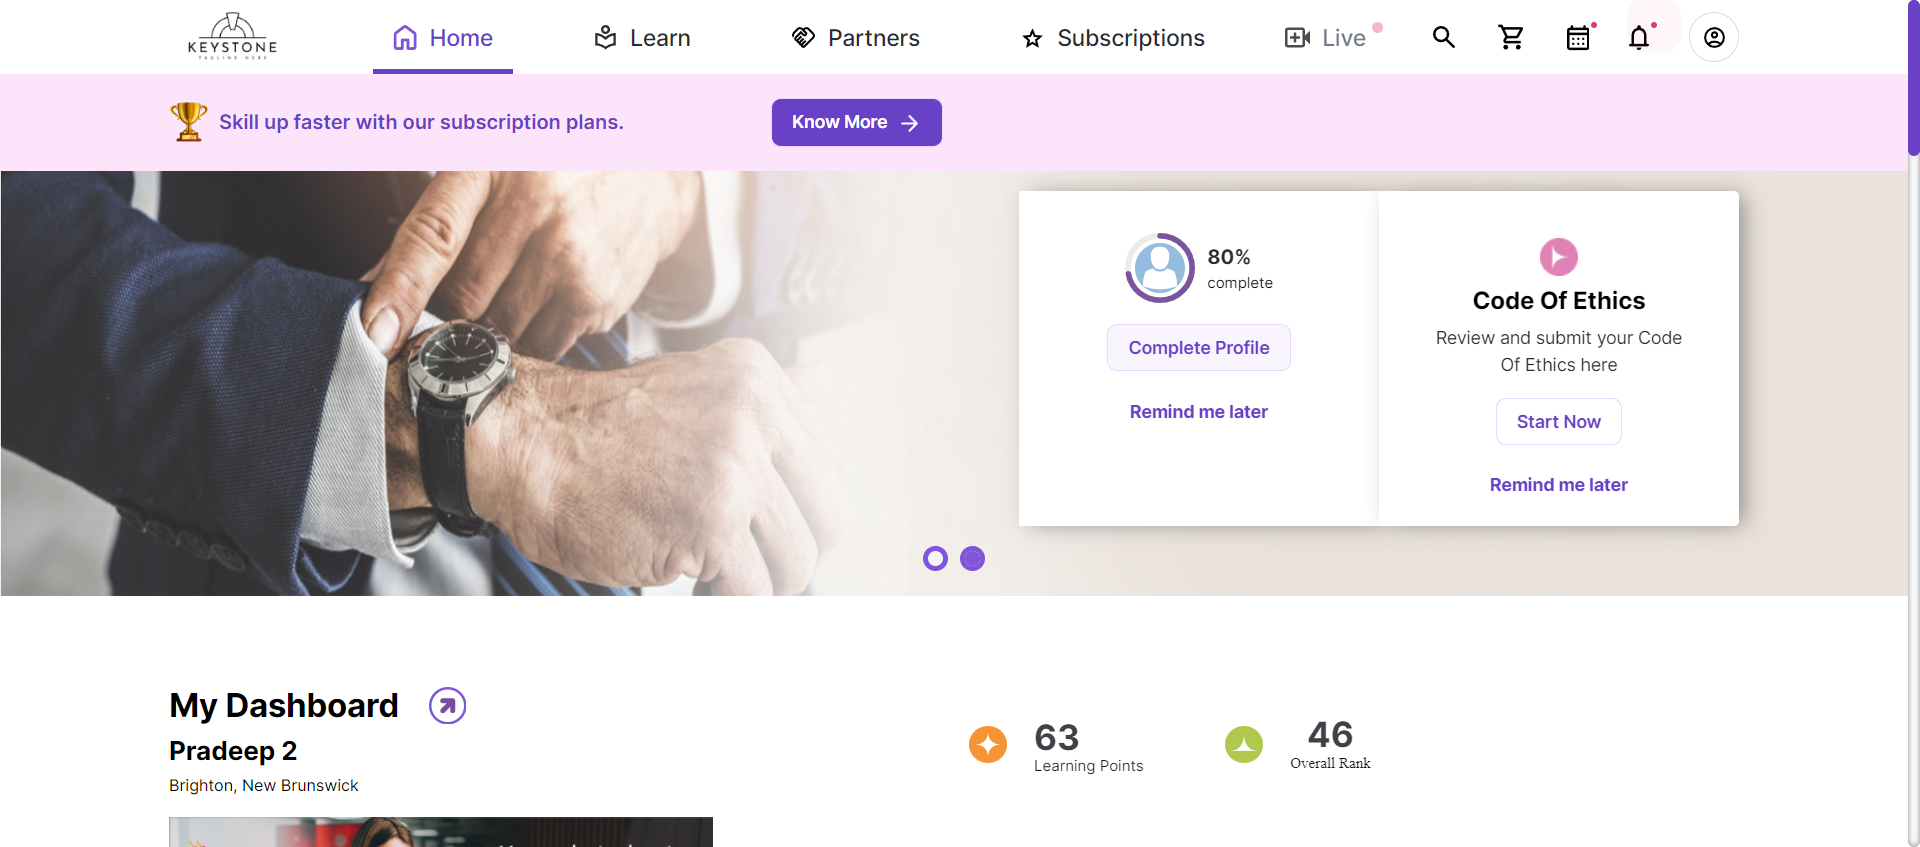 KEYSTONE
TAGLINE HERE
Home
Learn
Partners
Subscriptions
Live
Skill up faster with our subscription plans.
Know More
80%
complete
Complete Profile
Remind me later
Code Of Ethics
Review and submit your Code
Of Ethics here
Start Now
Remind me later
My Dashboard
Pradeep 2
Brighton, New Brunswick
63
Learning Points
46
Overall Rank